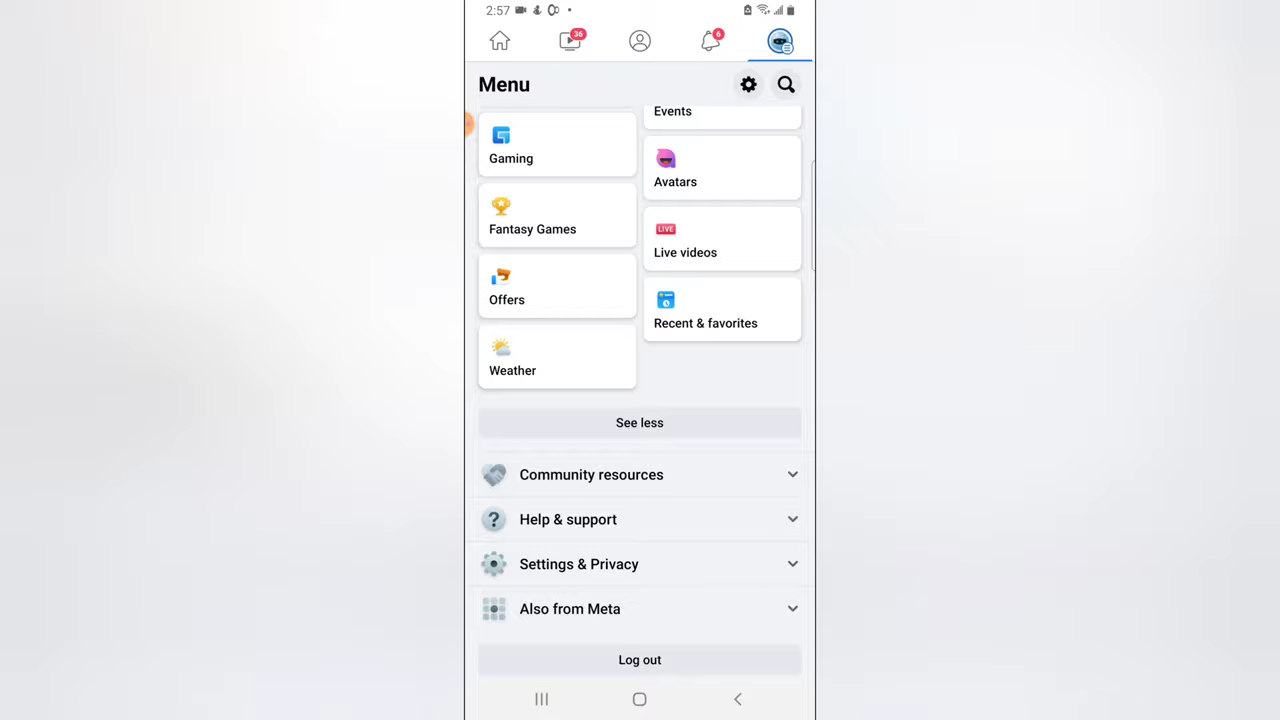 2:57
36
6
Menu
Events
Gaming
Avatars
Fantasy Games
LIVE
Live videos
Offers
Recent & favorites
Weather
See less
Community resources
Help & support
Settings & Privacy
Also from Meta
Log out